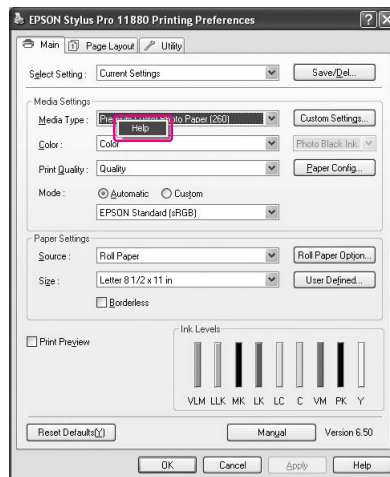 EPSON Stylus Pro 11880 Printing Preferences
Main Page Layout Utility
Select Setting : Current Settings Save/Del...
Media Settings
Media Type : Photo Paper (260) Custom Settings...
Help
Color : Color Photo Black Ink
Print Quality : Quality Paper Config...
Mode : Automatic Custom
EPSON Standard (sRGB)
Paper Settings
Source : Roll Paper Roll Paper Option...
Size : Letter 8 1/2 x 11 in User Defined...
Borderless
Print Preview
Ink Levels
VLM LLK MK LK LC C VM PK Y
Reset Defaults(Y) Manual Version 6.50
OK Cancel Apply Help